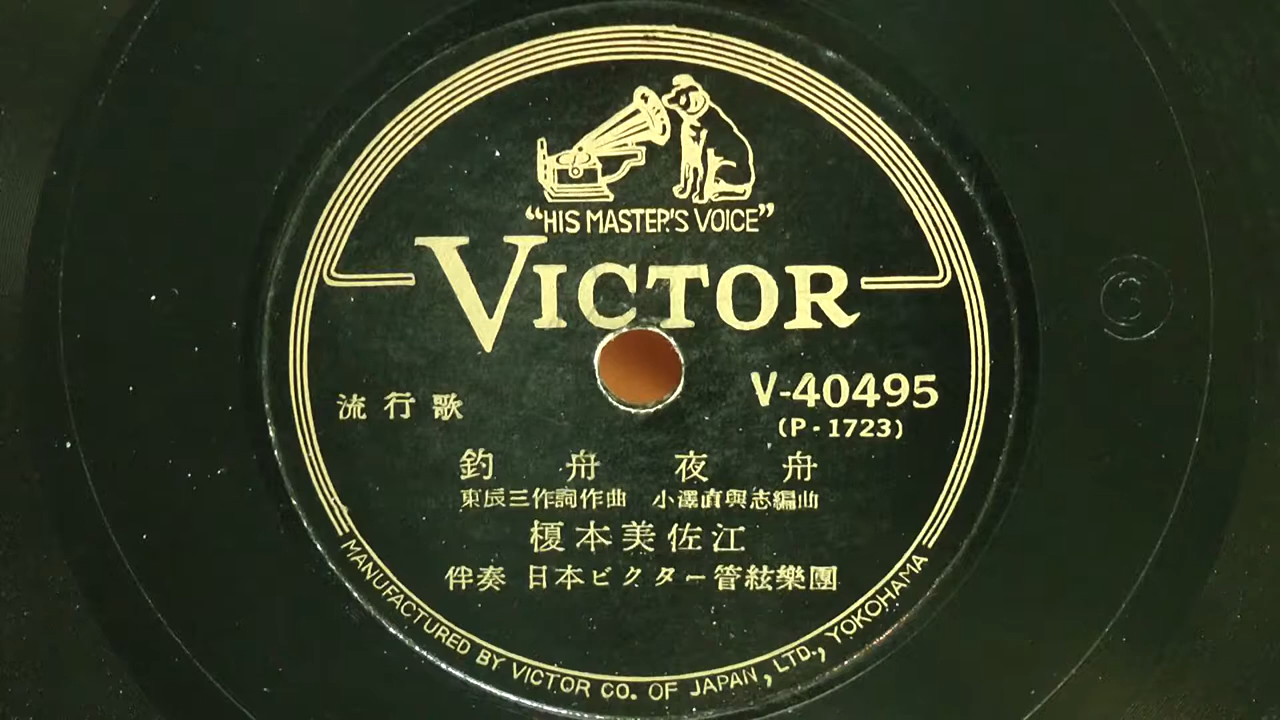 “HIS MASTER'S VOICE”
VICTOR
流行歌
V-40495
(P-1723)
釣舟夜舟
東辰三作詞作曲 小澤直與志編曲
榎本美佐江
伴奏 日本ビクター管絃樂團
MANUFACTURED BY VICTOR CO. OF JAPAN, LTD., YOKOHAMA
3